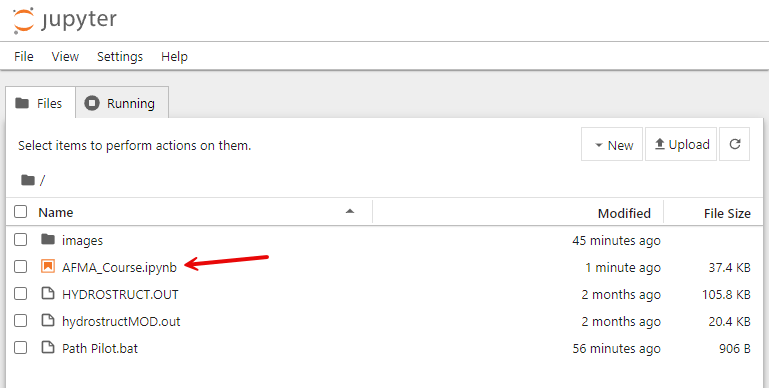 jupyter
File View Settings Help
Files Running
Select items to perform actions on them. New Upload
/
Name Modified File Size
images 45 minutes ago
AFMA_Course.ipynb 1 minute ago 37.4 KB
HYDROSTRUCT.OUT 2 months ago 105.8 KB
hydrostructMOD.out 2 months ago 20.4 KB
Path Pilot.bat 56 minutes ago 906 B